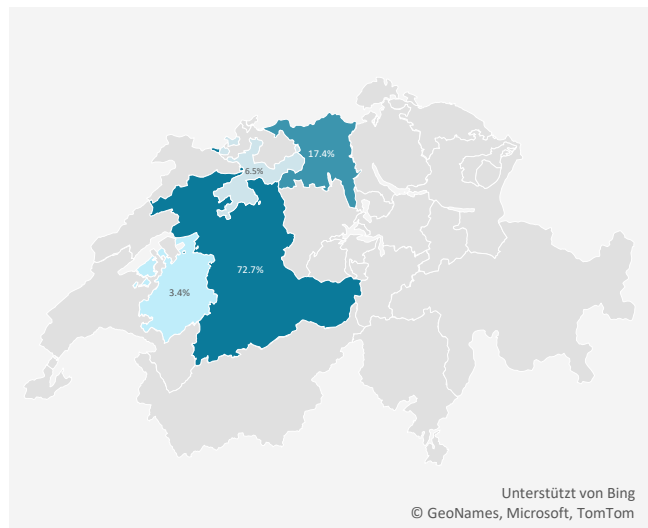 17.4%
6.5%
72.7%
3.4%
Unterstützt von Bing
© GeoNames, Microsoft, TomTom